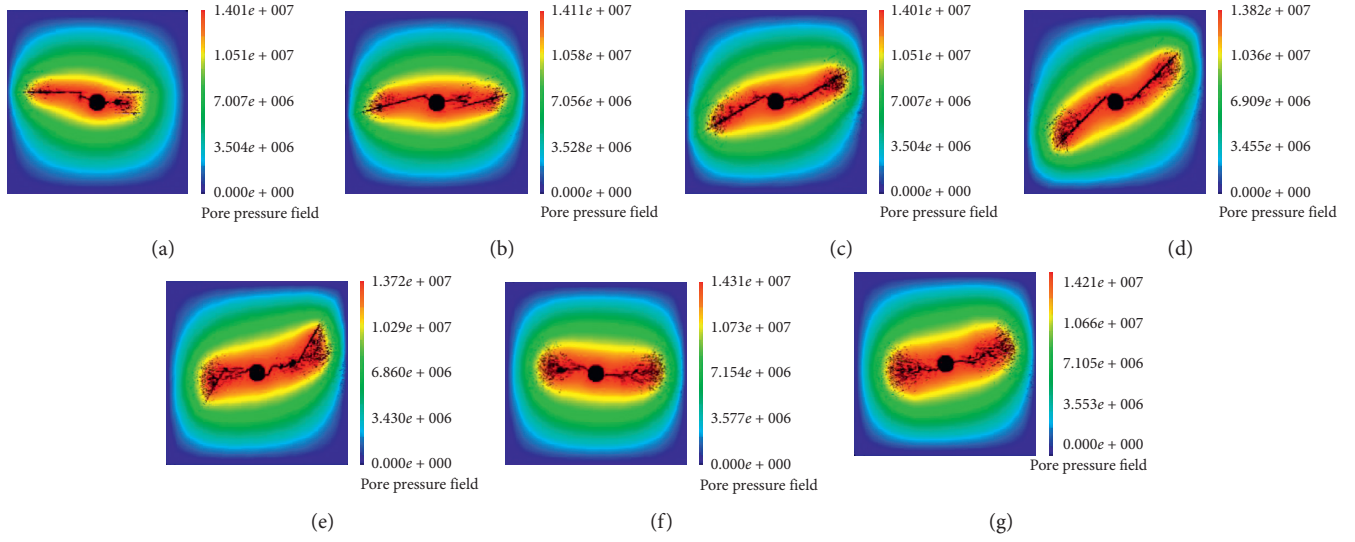 1.401e + 007
1.051e + 007
7.007e + 006
3.504e + 006
0.000e + 000
Pore pressure field
(a)
1.411e + 007
1.058e + 007
7.056e + 006
3.528e + 006
0.000e + 000
Pore pressure field
(b)
1.401e + 007
1.051e + 007
7.007e + 006
3.504e + 006
0.000e + 000
Pore pressure field
(c)
1.382e + 007
1.036e + 007
6.909e + 006
3.455e + 006
0.000e + 000
Pore pressure field
(d)
1.372e + 007
1.029e + 007
6.860e + 006
3.430e + 006
0.000e + 000
Pore pressure field
(e)
1.431e + 007
1.073e + 007
7.154e + 006
3.577e + 006
0.000e + 000
Pore pressure field
(f)
1.421e + 007
1.066e + 007
7.105e + 006
3.553e + 006
0.000e + 000
Pore pressure field
(g)